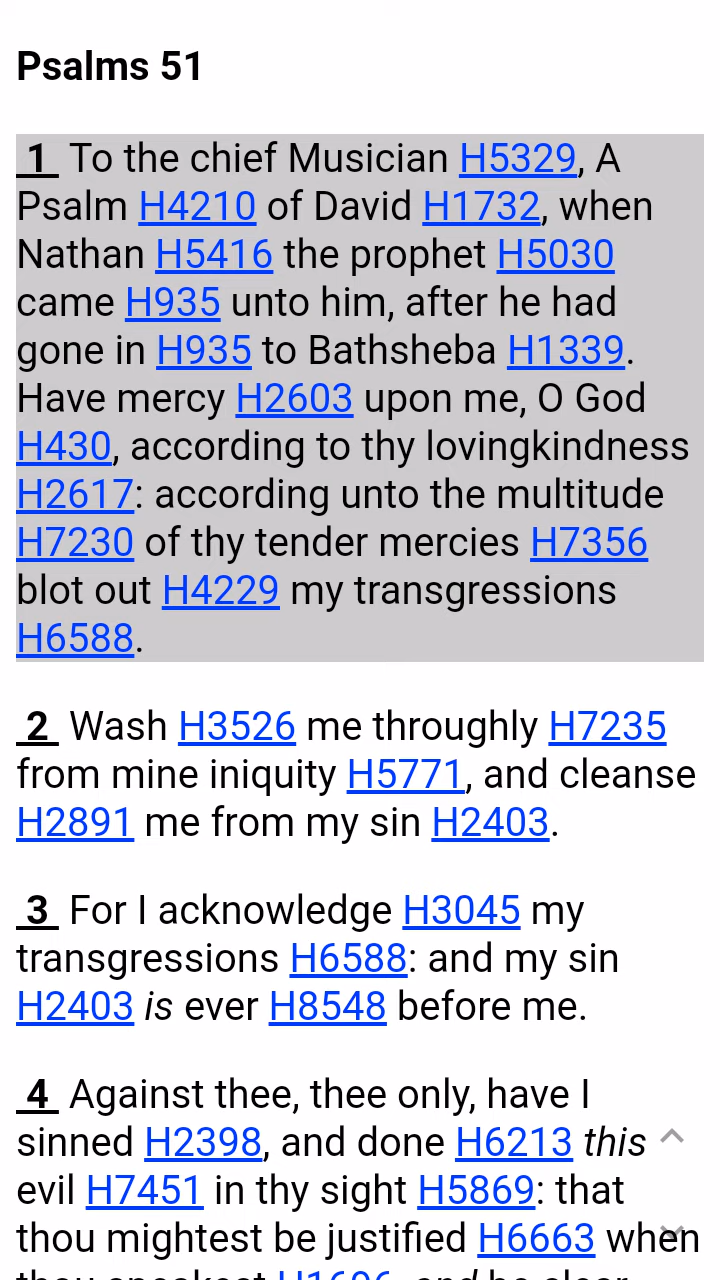 Psalms 51
1 To the chief Musician H5329, A
Psalm H4210 of David H1732, when
Nathan H5416 the prophet H5030
came H935 unto him, after he had
gone in H935 to Bathsheba H1339.
Have mercy H2603 upon me, O God
H430, according to thy lovingkindness
H2617: according unto the multitude
H7230 of thy tender mercies H7356
blot out H4229 my transgressions
H6588.
2 Wash H3526 me throughly H7235
from mine iniquity H5771, and cleanse
H2891 me from my sin H2403.
3 For I acknowledge H3045 my
transgressions H6588: and my sin
H2403 is ever H8548 before me.
4 Against thee, thee only, have I
sinned H2398, and done H6213 this
evil H7451 in thy sight H5869: that
thou mightest be justified H6663 when
thou speakest H1696, and be clear